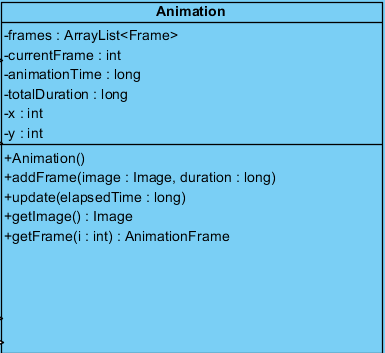 Animation
-frames : ArrayList<Frame>
-currentFrame : int
-animationTime : long
-totalDuration : long
-x : int
-y : int
+Animation()
+addFrame(image : Image, duration : long)
+update(elapsedTime : long)
+getImage() : Image
+getFrame(i : int) : AnimationFrame